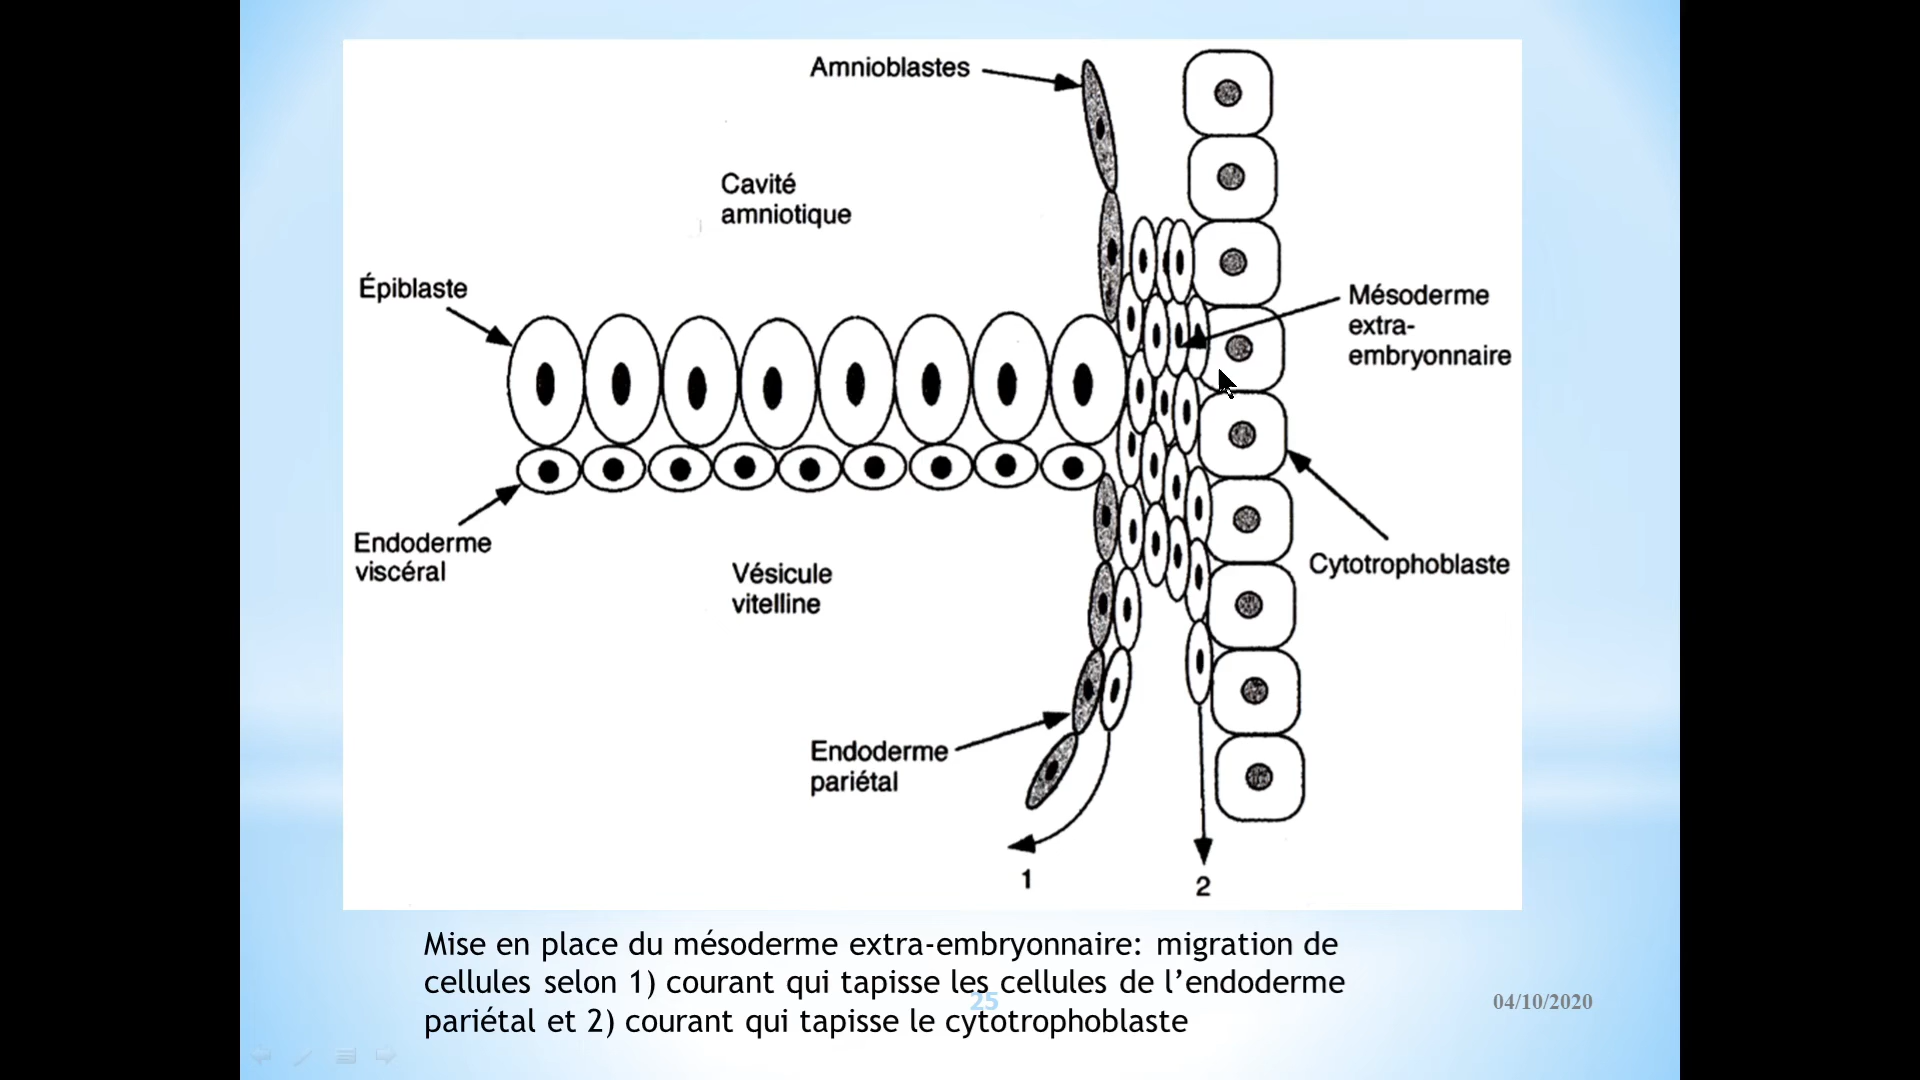 Amnioblastes
Cavité
amniotique
Épiblaste
Mésoderme
extra-
embryonnaire
Endoderme
viscéral
Vésicule
vitelline
Cytotrophoblaste
Endoderme
pariétal
1
2
Mise en place du mésoderme extra-embryonnaire: migration de
cellules selon 1) courant qui tapisse les cellules de l’endoderme
pariétal et 2) courant qui tapisse le cytotrophoblaste
25
04/10/2020